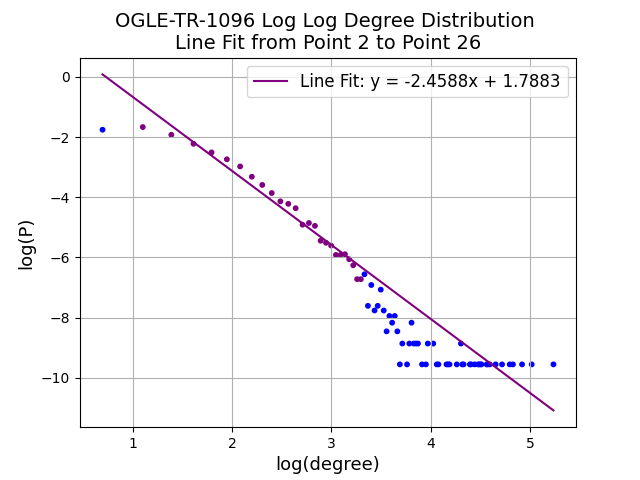 OGLE-TR-1096 Log Log Degree Distribution
Line Fit from Point 2 to Point 26
Line Fit: y = -2.4588x + 1.7883
log(P)
0
−2
−4
−6
−8
−10
1 2 3 4 5
log(degree)